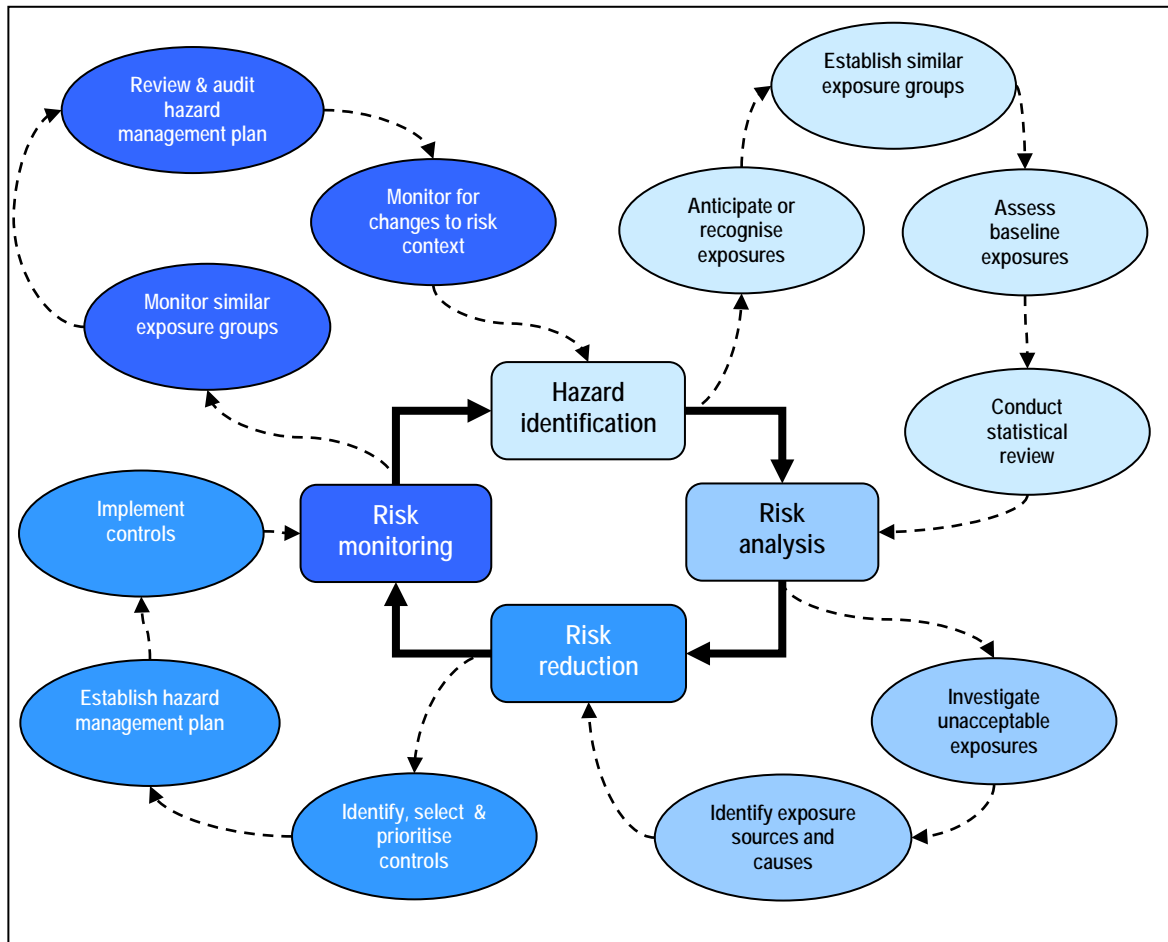 Review & audit
hazard
management plan
Establish similar
exposure groups
Monitor for
changes to risk
context
Anticipate or
recognise
exposures
Assess
baseline
exposures
Monitor similar
exposure groups
Hazard
identification
Conduct
statistical
review
Implement
controls
Risk
monitoring
Risk
analysis
Risk
reduction
Establish hazard
management plan
Investigate
unacceptable
exposures
Identify, select &
prioritise
controls
Identify exposure
sources and
causes